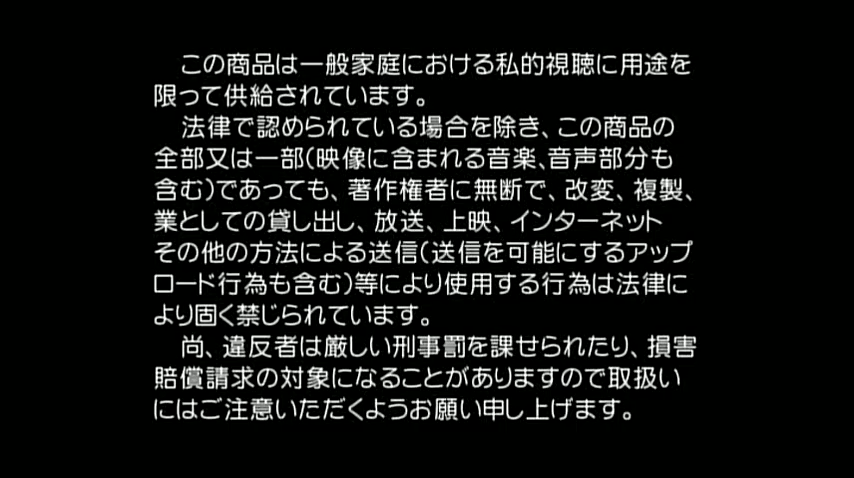 この商品は一般家庭における私的視聴に用途を
限って供給されています。
法律で認められている場合を除き、この商品の
全部又は一部(映像に含まれる音楽、音声部分も
含む)であっても、著作権者に無断で、改変、複製、
業としての貸し出し、放送、上映、インターネット
その他の方法による送信(送信を可能にするアップ
ロード行為も含む)等により使用する行為は法律に
より固く禁じられています。
尚、違反者は厳しい刑事罰を課せられたり、損害
賠償請求の対象になることがありますので取扱い
にはご注意いただくようお願い申し上げます。